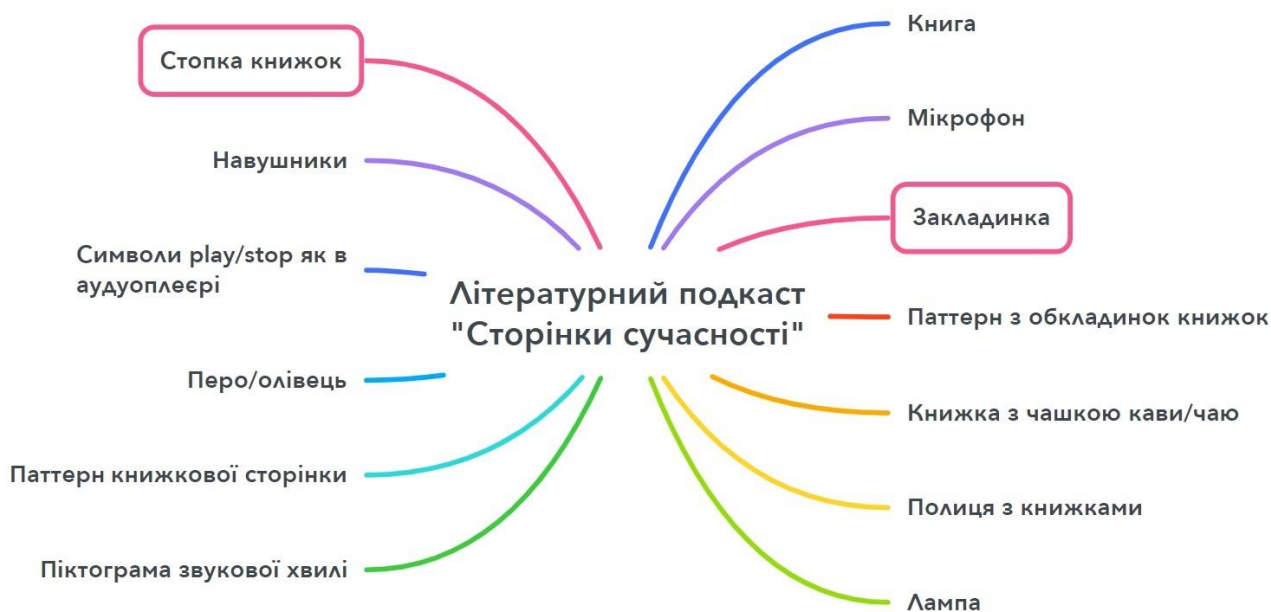 Стопка книжок
Навушники
Символи play/stop як в
аудуоплеєрі
Перо/олівець
Паттерн книжкової сторінки
Піктограма звукової хвилі
Літературний подкаст
"Сторінки сучасності"
Книга
Мікрофон
Закладинка
Паттерн з обкладинок книжок
Книжка з чашкою кави/чаю
Полиця з книжками
Лампа